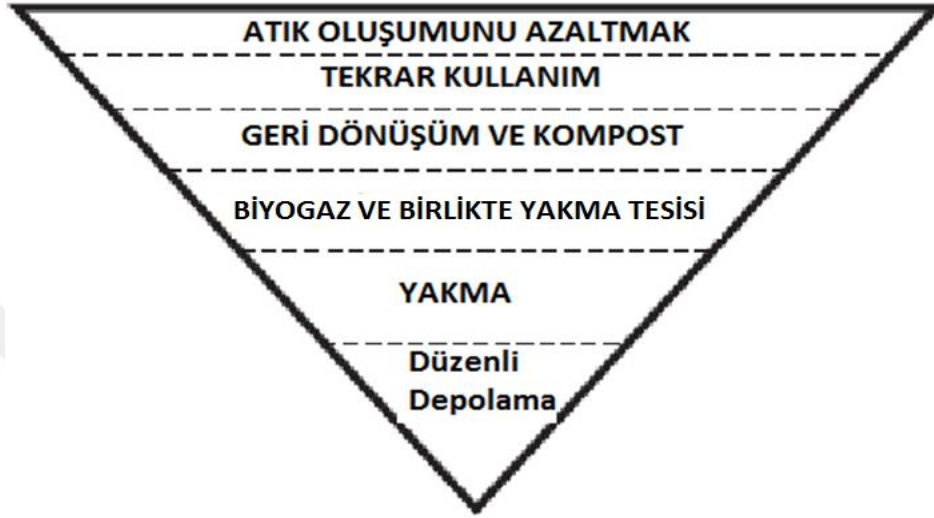 ATIK OLUŞUMUNU AZALTMAK
TEKRAR KULLANIM
GERİ DÖNÜŞÜM VE KOMPOST
BİYOGAZ VE BİRLİKTE YAKMA TESİSİ
YAKMA
Düzenli
Depolama